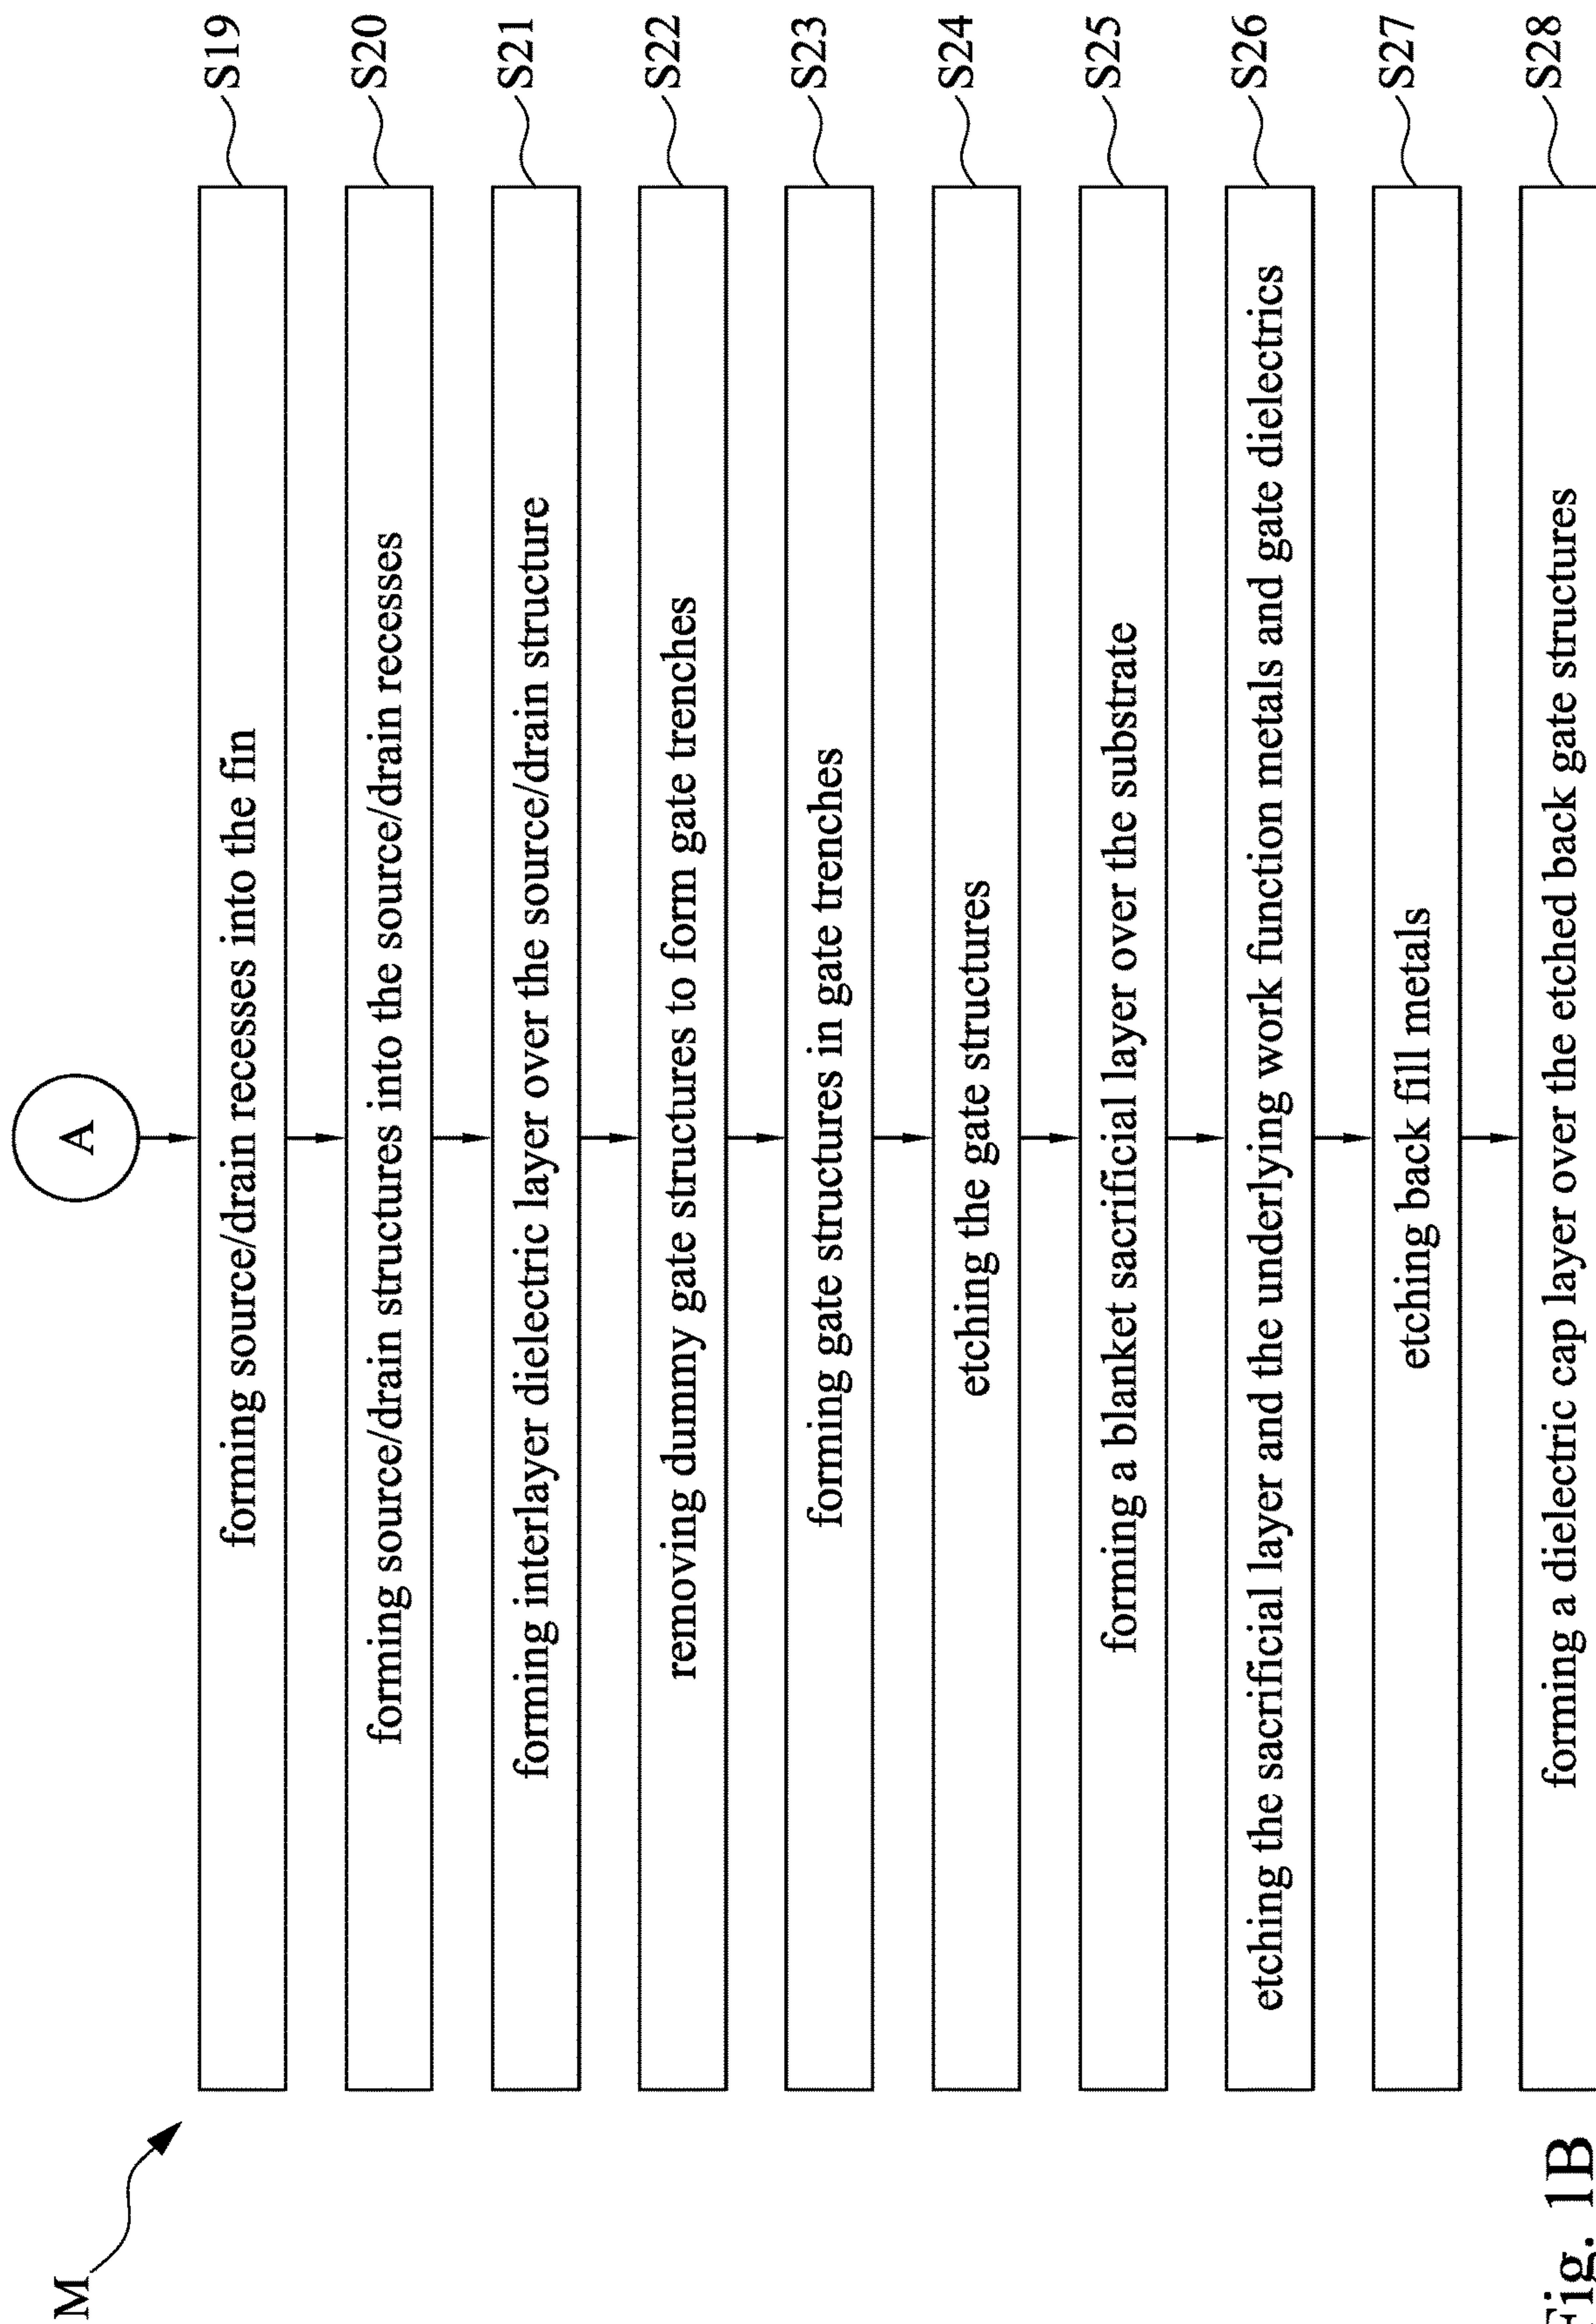 M
A
forming source/drain recesses into the fin
S19
forming source/drain structures into the source/drain recesses
S20
forming interlayer dielectric layer over the source/drain structure
S21
removing dummy gate structures to form gate trenches
S22
forming gate structures in gate trenches
S23
etching the gate structures
S24
forming a blanket sacrificial layer over the substrate
S25
etching the sacrificial layer and the underlying work function metals and gate dielectrics
S26
etching back fill metals
S27
forming a dielectric cap layer over the etched back gate structures
S28
Fig. 1B